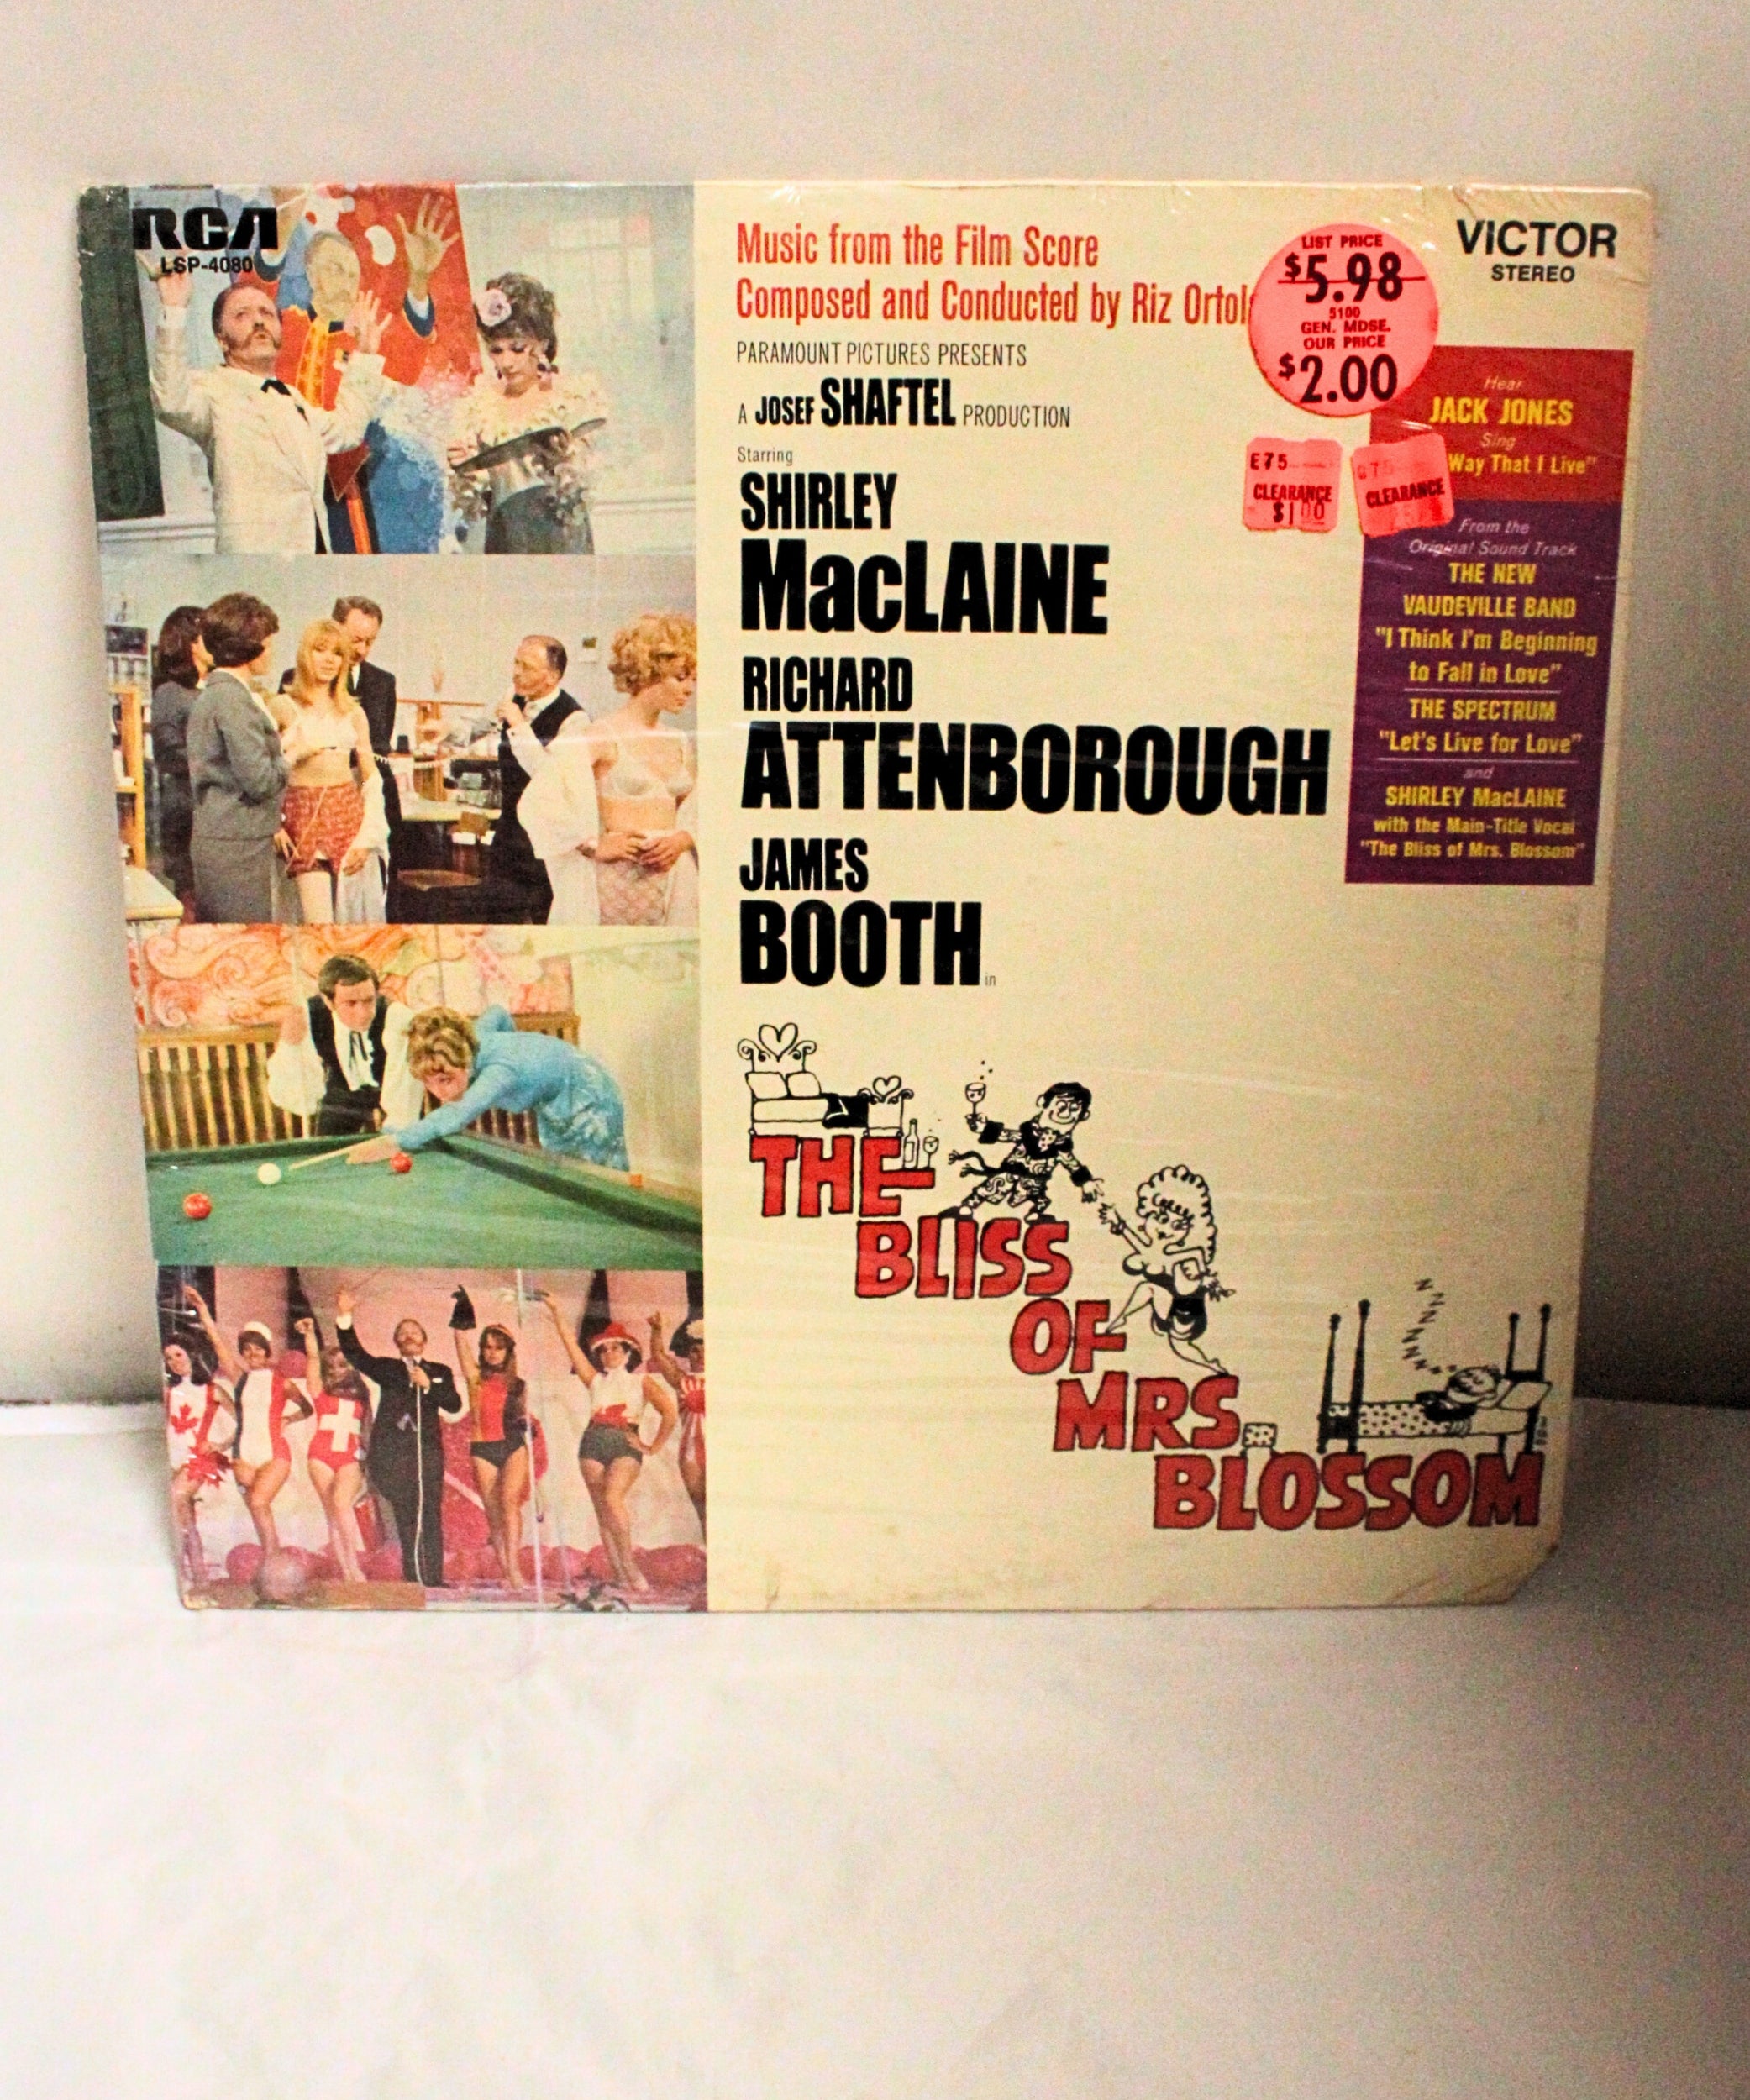 RCA
LSP-4080
Music from the Film Score
Composed and Conducted by Riz Ortol
PARAMOUNT PICTURES PRESENTS
A JOSEF SHAFTEL PRODUCTION
Starring
SHIRLEY
MacLAINE
RICHARD
ATTENBOROUGH
JAMES
BOOTH in
THE
BLISS
OF
MRS.
BLOSSOM
ZZZZZZZ
LIST PRICE
$5.98
5100
GEN. MDSE.
OUR PRICE
$2.00
E75
CLEARANCE
$1.00
CLEARANCE
VICTOR
STEREO
Hear
JACK JONES
Sing
Way That I Live"
From the
Original Sound Track
THE NEW
VAUDEVILLE BAND
"I Think I'm Beginning
to Fall in Love"
THE SPECTRUM
"Let's Live for Love"
and
SHIRLEY MacLAINE
with the Main-Title Vocal
"The Bliss of Mrs. Blossom"